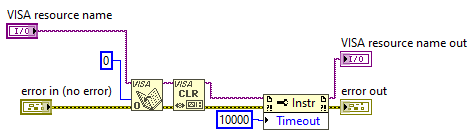 VISA resource name
I/O
0
VISA
VISA
CLR
VISA resource name out
I/O
error in (no error)
Instr
error out
10000
Timeout